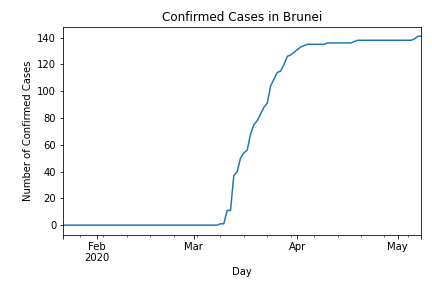 Confirmed Cases in Brunei
Number of Confirmed Cases
140
120
100
80
60
40
20
0
Feb
2020
Mar
Apr
May
Day